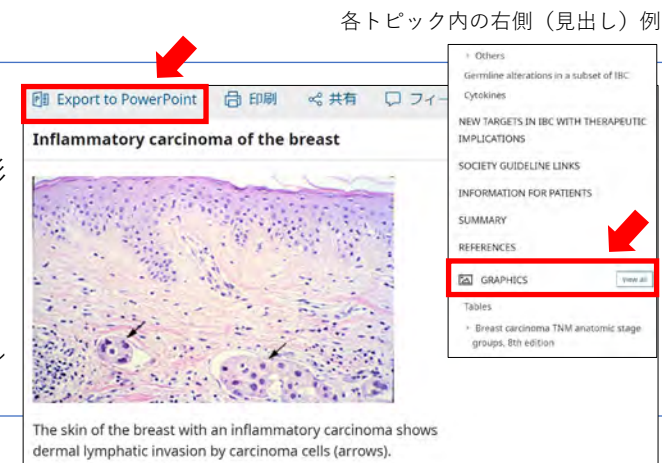 各トピック内の右側（見出し）例
Export to PowerPoint 印刷 共有 フィー
Inflammatory carcinoma of the breast
The skin of the breast with an inflammatory carcinoma shows
dermal lymphatic invasion by carcinoma cells (arrows).
› Others
Germline alterations in a subset of IBC
Cytokines
NEW TARGETS IN IBC WITH THERAPEUTIC
IMPLICATIONS
SOCIETY GUIDELINE LINKS
INFORMATION FOR PATIENTS
SUMMARY
REFERENCES
GRAPHICS View all
Tables
› Breast carcinoma TNM anatomic stage
groups, 8th edition